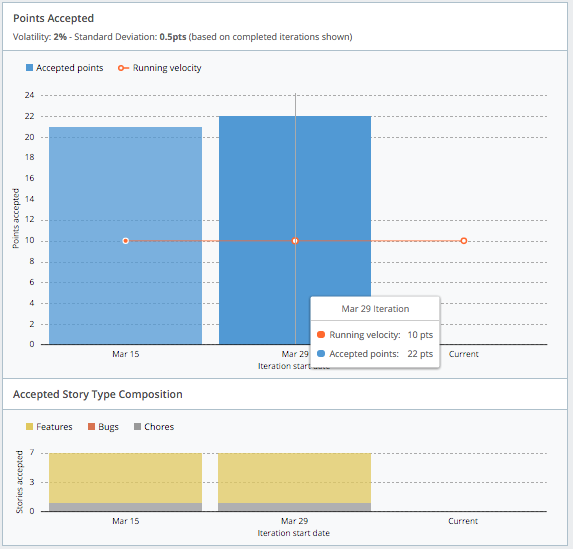 Points Accepted
Volatility: 2% - Standard Deviation: 0.5pts (based on completed iterations shown)
Accepted points
Running velocity
24
22
20
18
16
14
12
10
8
6
4
2
0
Points accepted
Mar 15
Mar 29
Current
Iteration start date
Mar 29 Iteration
Running velocity: 10 pts
Accepted points: 22 pts
Accepted Story Type Composition
Features
Bugs
Chores
7
3
0
Stories accepted
Mar 15
Mar 29
Current
Iteration start date